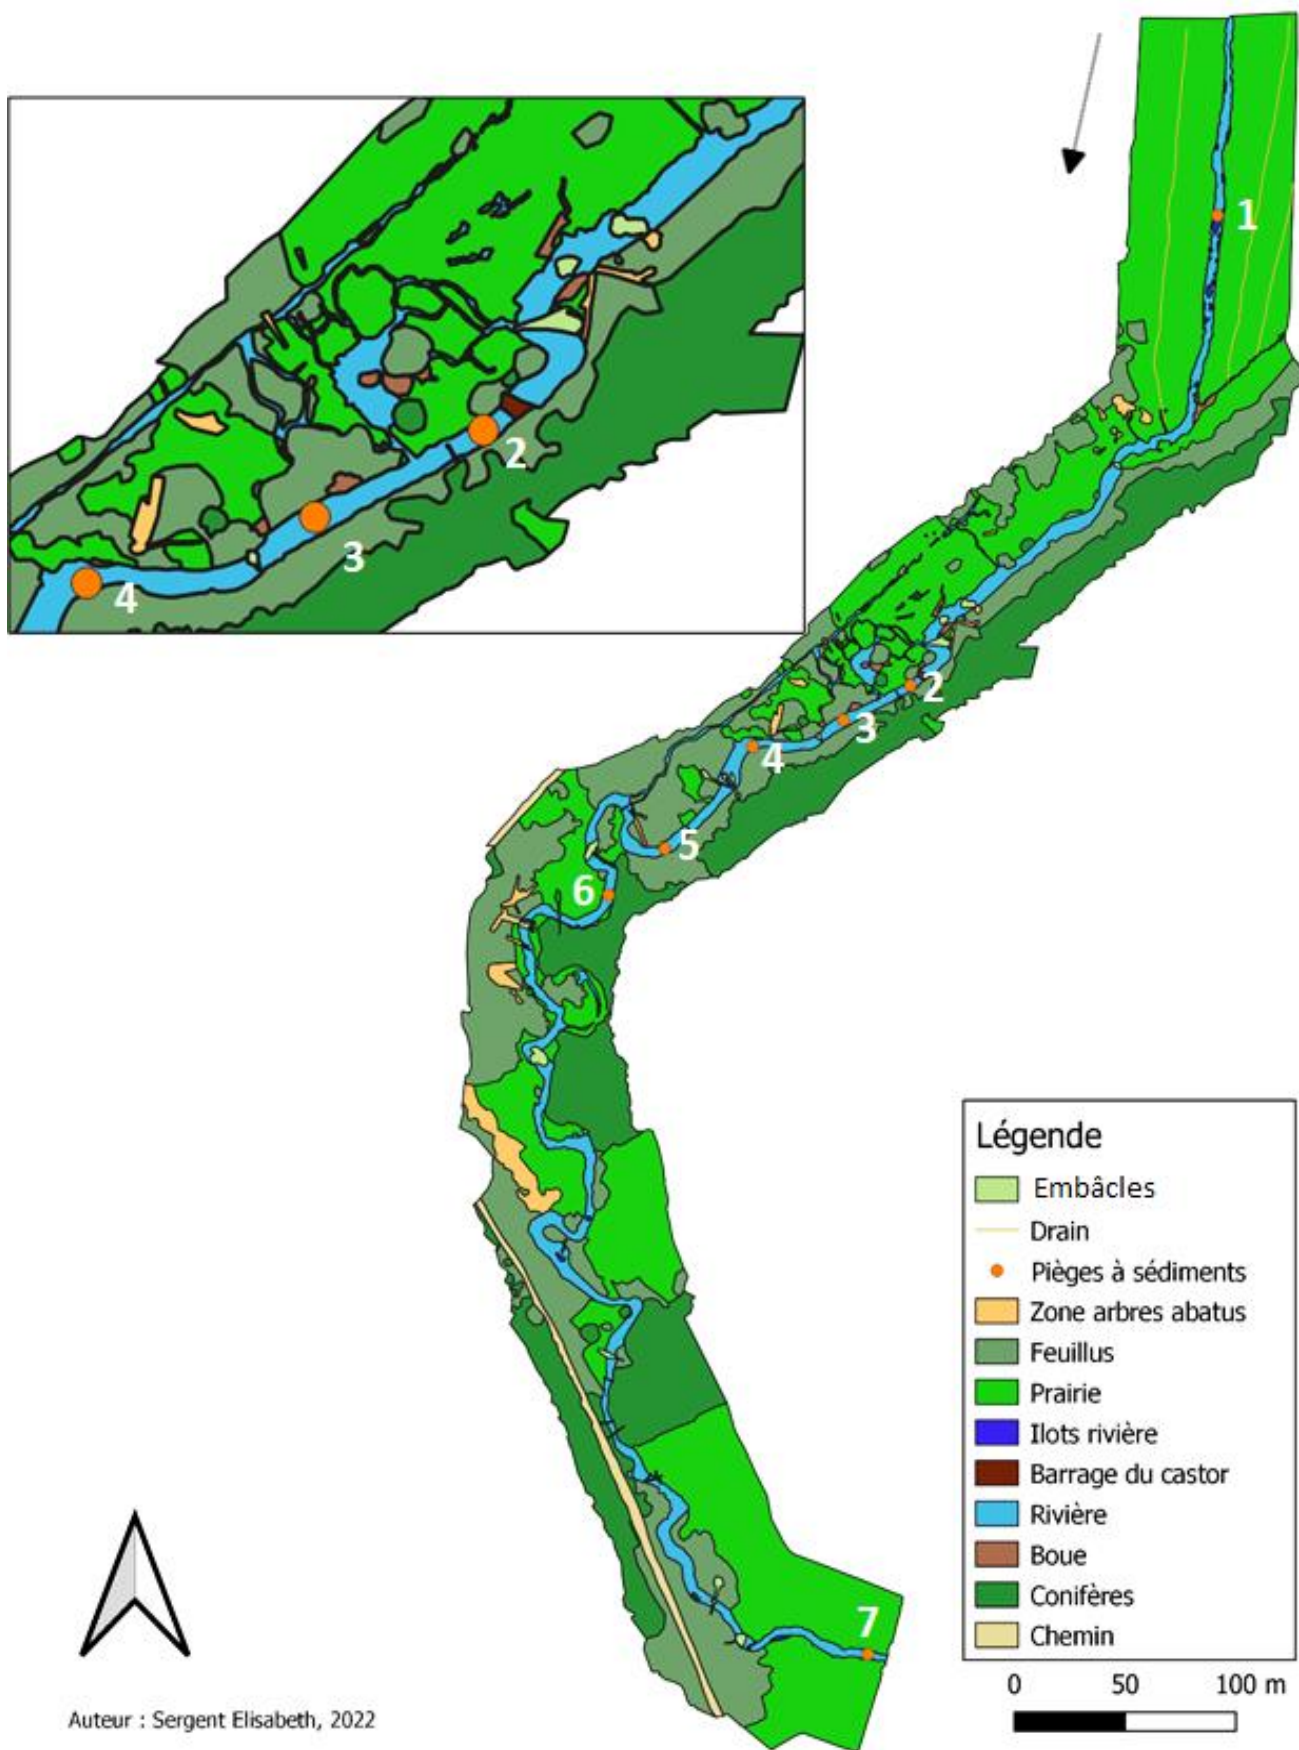 1
2
3
4
2
3
4
5
6
7
Légende
Embâcles
Drain
Pièges à sédiments
Zone arbres abatus
Feuillus
Prairie
Ilots rivière
Barrage du castor
Rivière
Boue
Conifères
Chemin
0 50 100 m
Auteur : Sergent Elisabeth, 2022